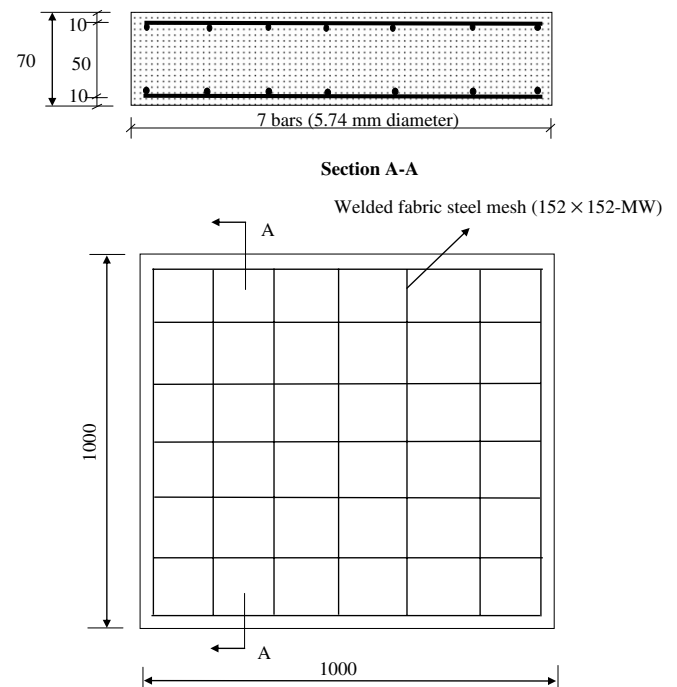 10
70
50
10
7 bars (5.74 mm diameter)
Section A-A
Welded fabric steel mesh (152 × 152-MW)
A
1000
A
1000